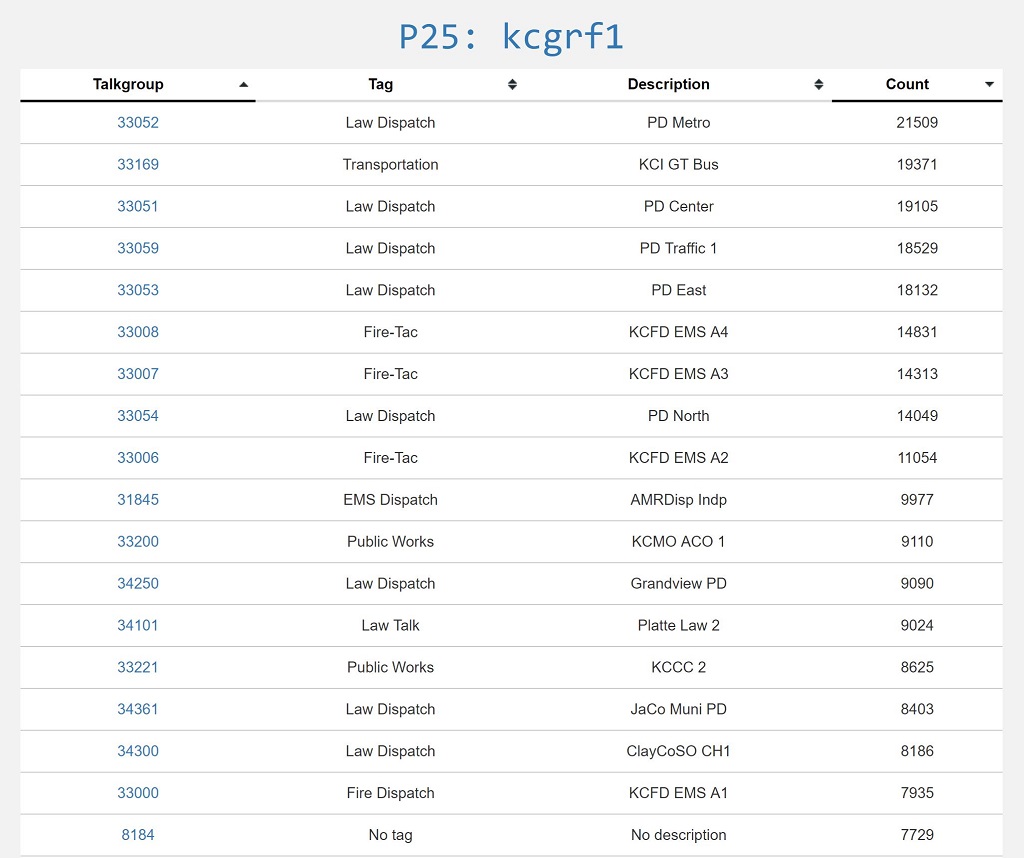 P25: kcgrf1
Talkgroup Tag Description Count
33052 Law Dispatch PD Metro 21509
33169 Transportation KCI GT Bus 19371
33051 Law Dispatch PD Center 19105
33059 Law Dispatch PD Traffic 1 18529
33053 Law Dispatch PD East 18132
33008 Fire-Tac KCFD EMS A4 14831
33007 Fire-Tac KCFD EMS A3 14313
33054 Law Dispatch PD North 14049
33006 Fire-Tac KCFD EMS A2 11054
31845 EMS Dispatch AMRDisp Indp 9977
33200 Public Works KCMO ACO 1 9110
34250 Law Dispatch Grandview PD 9090
34101 Law Talk Platte Law 2 9024
33221 Public Works KCCC 2 8625
34361 Law Dispatch JaCo Muni PD 8403
34300 Law Dispatch ClayCoSO CH1 8186
33000 Fire Dispatch KCFD EMS A1 7935
8184 No tag No description 7729